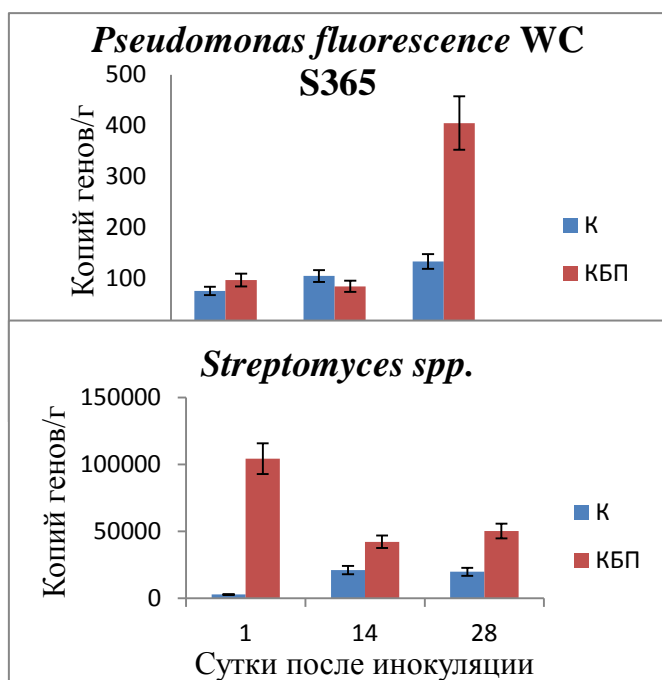 Pseudomonas fluorescence WC
S365
Копий генов/г
500
400
300
200
100
К
КБП
Streptomyces spp.
Копий генов/г
150000
100000
50000
0
К
КБП
1 14 28
Сутки после инокуляции